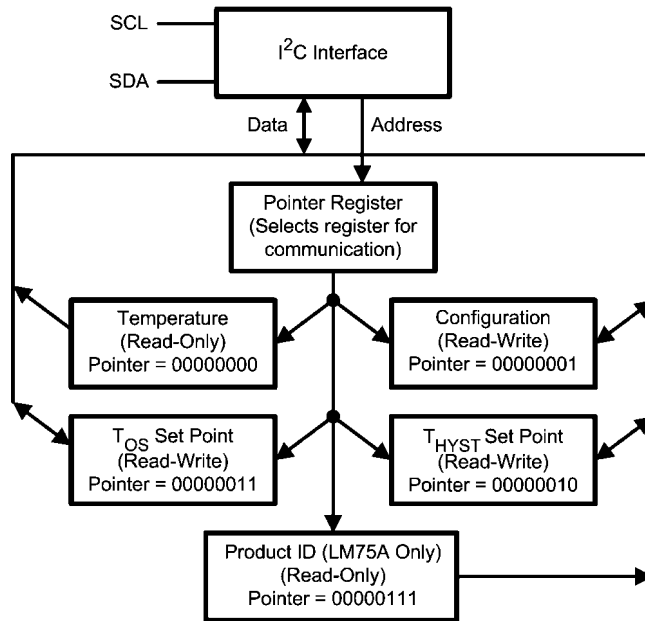 SCL
I2C Interface
SDA
Data
Address
Pointer Register
(Selects register for
communication)
Temperature
(Read-Only)
Pointer = 00000000
Configuration
(Read-Write)
Pointer = 00000001
TOS Set Point
(Read-Write)
Pointer = 00000011
THYST Set Point
(Read-Write)
Pointer = 00000010
Product ID (LM75A Only)
(Read-Only)
Pointer = 00000111